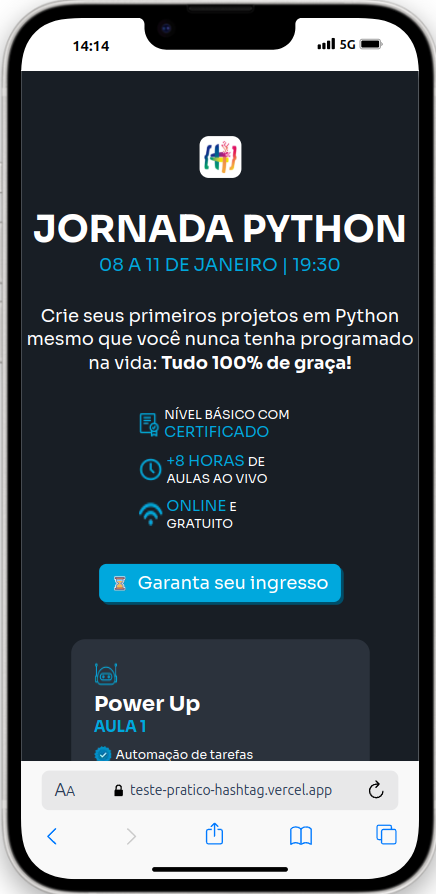 14:14
5G
JORNADA PYTHON
08 A 11 DE JANEIRO | 19:30
Crie seus primeiros projetos em Python
mesmo que você nunca tenha programado
na vida: Tudo 100% de graça!
NÍVEL BÁSICO COM
CERTIFICADO
+8 HORAS DE
AULAS AO VIVO
ONLINE E
GRATUITO
Garanta seu ingresso
Power Up
AULA 1
Automação de tarefas
AA
teste-pratico-hashtag.vercel.app